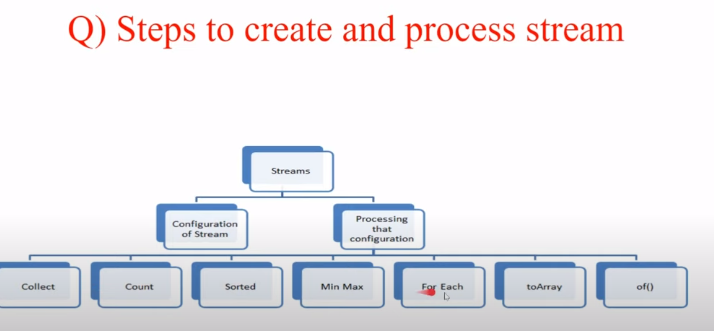 Q) Steps to create and process stream
Streams
Configuration
of Stream
Processing
that
configuration
Collect
Count
Sorted
Min Max
For Each
toArray
of()